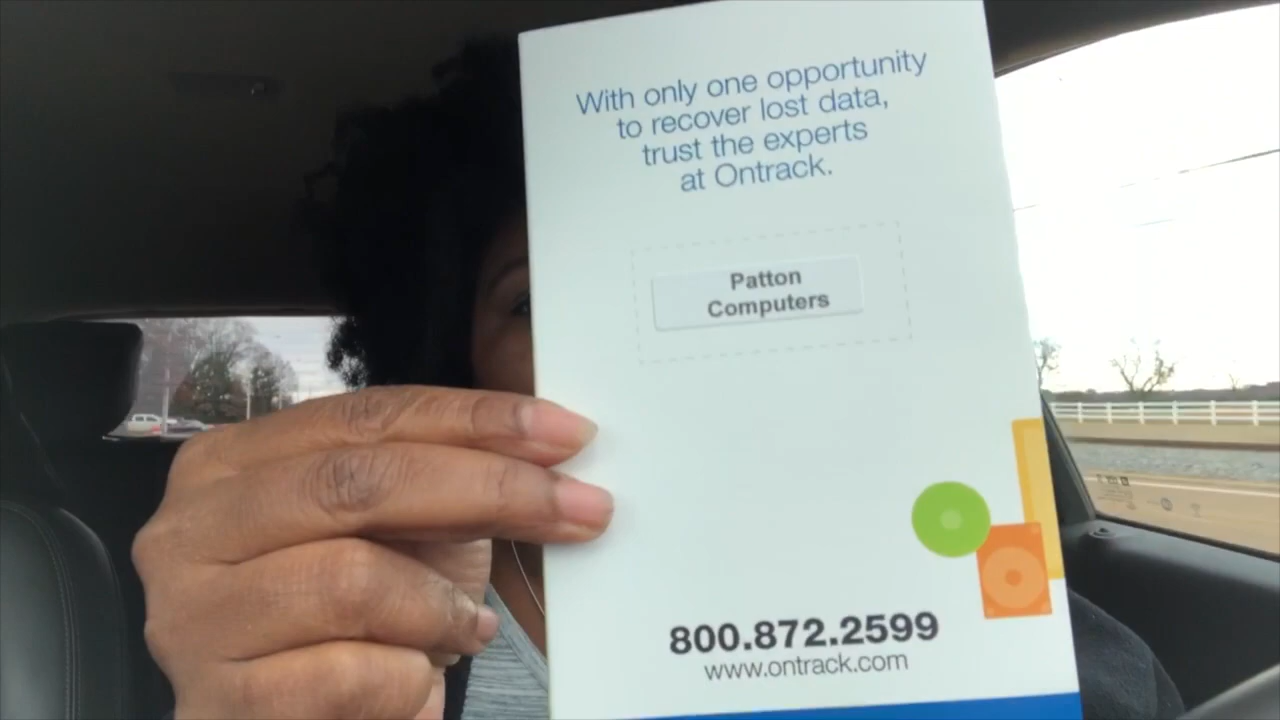 With only one opportunity
to recover lost data,
trust the experts
at Ontrack.
Patton
Computers
800.872.2599
www.ontrack.com